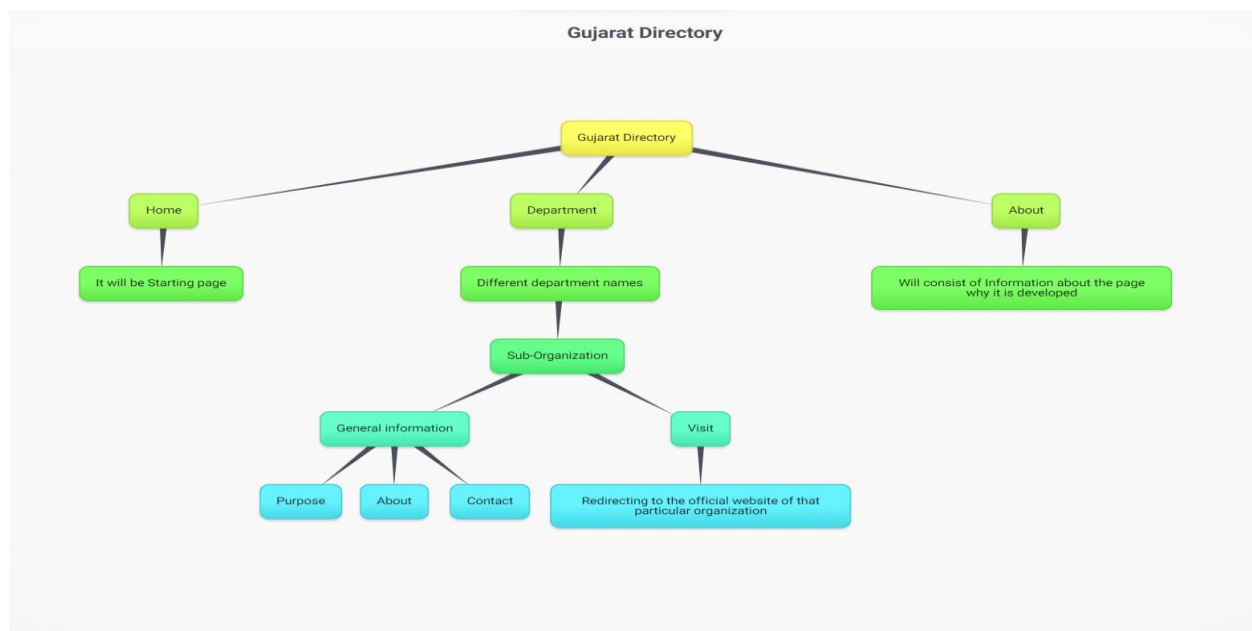 Gujarat Directory
Gujarat Directory
Home
Department
About
It will be Starting page
Different department names
Will consist of Information about the page
why it is developed
Sub-Organization
General information
Visit
Purpose
About
Contact
Redirecting to the official website of that
particular organization